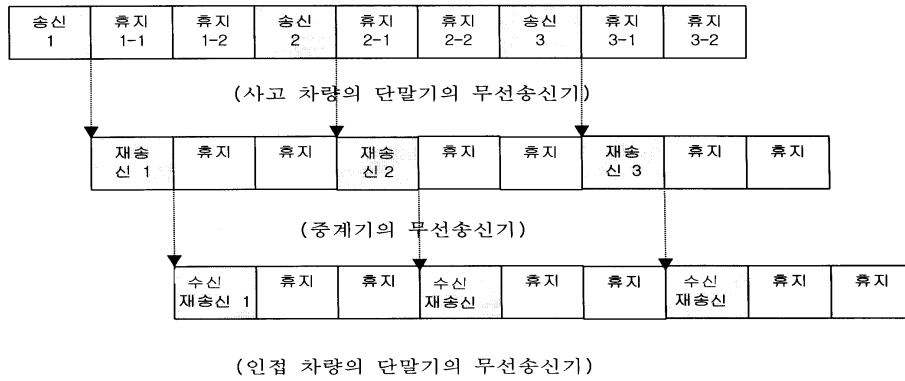 송신 휴지 휴지 송신 휴지 휴지 송신 휴지 휴지
1 1-1 1-2 2 2-1 2-2 3 3-1 3-2
(사고 차량의 단말기의 무선송신기)
재송 휴지 휴지 재송 휴지 휴지 재송 휴지 휴지
신 1 신2 신 3
(중계기의 무선송신기)
수신 휴지 휴지 수신 휴지 휴지 수신 휴지 휴지
재송신 1 재송신 재송신
(인접 차량의 단말기의 무선송신기)